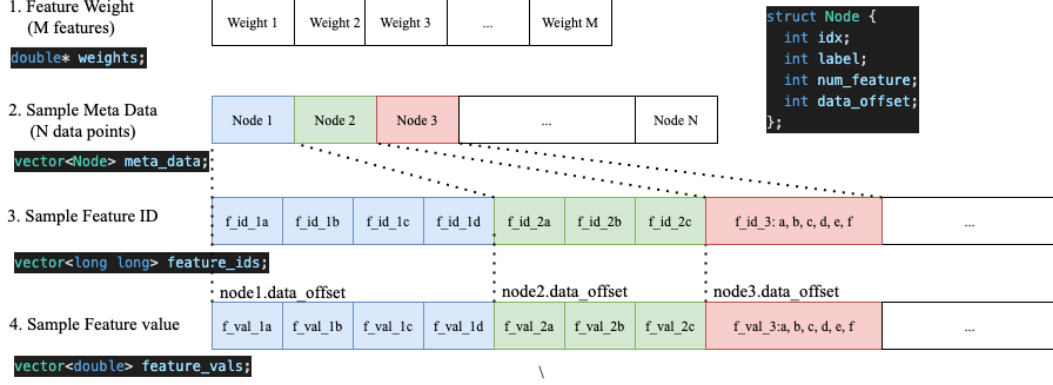 1. Feature Weight
(M features)
double* weights;
Weight 1 Weight 2 Weight 3 ... Weight M
struct Node {
int idx;
int label;
int num_feature;
int data_offset;
};
2. Sample Meta Data
(N data points)
vector<Node> meta_data;
Node 1 Node 2 Node 3 ... Node N
3. Sample Feature ID
f_id_1a f_id_1b f_id_1c f_id_1d f_id_2a f_id_2b f_id_2c f_id_3: a, b, c, d, e, f ...
vector<long long> feature_ids;
node1.data_offset node2.data_offset node3.data_offset
4. Sample Feature value
f_val_1a f_val_1b f_val_1c f_val_1d f_val_2a f_val_2b f_val_2c f_val_3:a, b, c, d, e, f ...
vector<double> feature_vals;
\